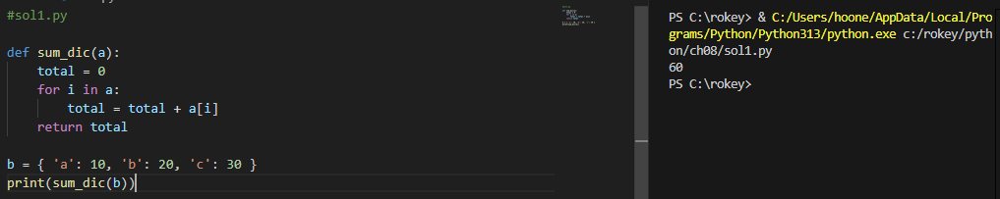 #sol1.py
def sum_dic(a):
    total = 0
    for i in a:
        total = total + a[i]
    return total
b = { 'a': 10, 'b': 20, 'c': 30 }
print(sum_dic(b))
PS C:\rokey> & C:/Users/hoone/AppData/Local/Pro
grams/Python/Python313/python.exe c:/rokey/pyth
on/ch08/sol1.py
60
PS C:\rokey>